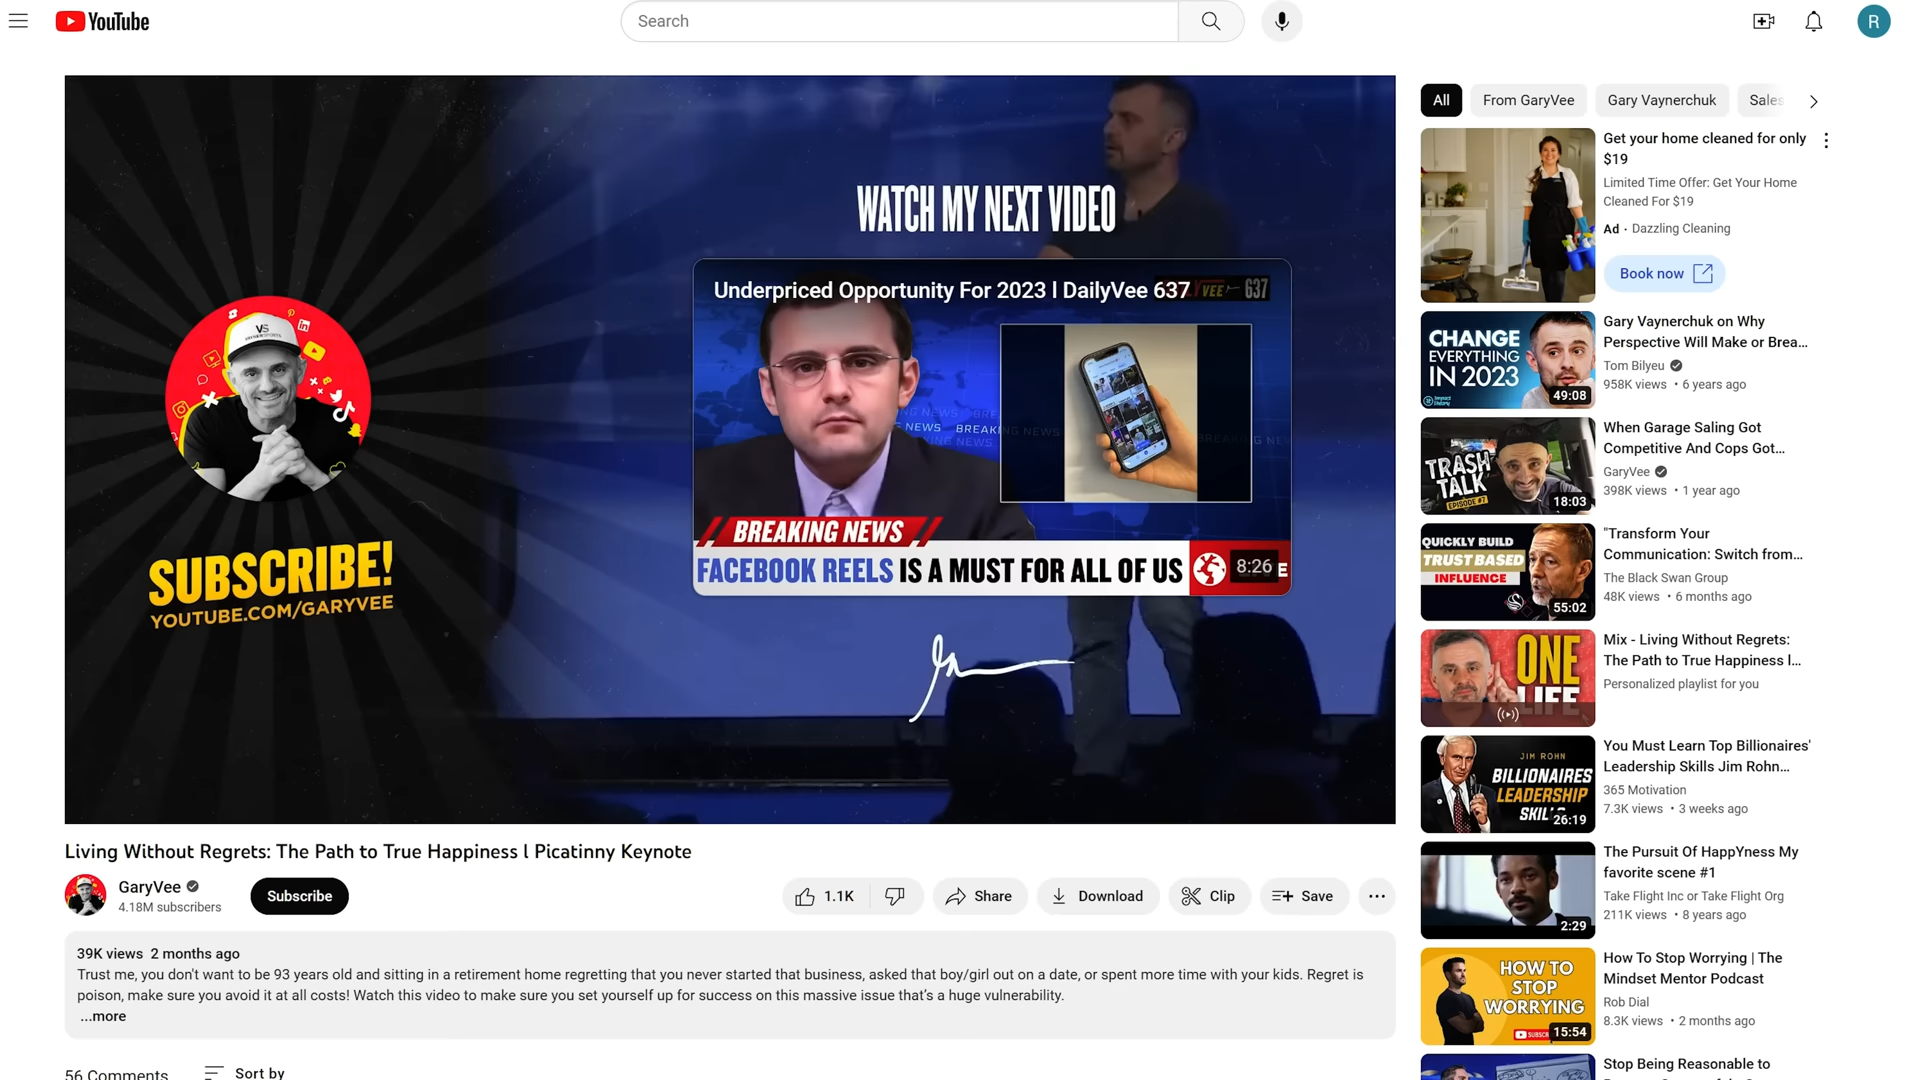 YouTube
Search
R
WATCH MY NEXT VIDEO
Underpriced Opportunity For 2023 l DailyVee 637
VEE 637
VS
BREAKING NEWS
FACEBOOK REELS IS A MUST FOR ALL OF US
8:26
SUBSCRIBE!
YOUTUBE.COM/GARYVEE
Living Without Regrets: The Path to True Happiness l Picatinny Keynote
GaryVee
4.18M subscribers
Subscribe
1.1K
Share
Download
Clip
Save
39K views 2 months ago
Trust me, you don't want to be 93 years old and sitting in a retirement home regretting that you never started that business, asked that boy/girl out on a date, or spent more time with your kids. Regret is
poison, make sure you avoid it at all costs! Watch this video to make sure you set yourself up for success on this massive issue that's a huge vulnerability.
...more
56 Comments
Sort by
All
From GaryVee
Gary Vaynerchuk
Sales
Get your home cleaned for only
$19
Limited Time Offer: Get Your Home
Cleaned For $19
Ad · Dazzling Cleaning
Book now
CHANGE
EVERYTHING
IN 2023
49:08
Gary Vaynerchuk on Why
Perspective Will Make or Brea...
Tom Bilyeu
958K views • 6 years ago
TRASH
TALK
EPISODE #7
18:03
When Garage Saling Got
Competitive And Cops Got...
GaryVee
398K views • 1 year ago
QUICKLY BUILD
TRUST BASED
INFLUENCE
55:02
"Transform Your
Communication: Switch from...
The Black Swan Group
48K views • 6 months ago
ONE
LIFE
Mix - Living Without Regrets:
The Path to True Happiness l...
Personalized playlist for you
JIM ROHN
BILLIONAIRES
LEADERSHIP
SKIL
26:19
You Must Learn Top Billionaires'
Leadership Skills Jim Rohn...
365 Motivation
7.3K views • 3 weeks ago
2:29
The Pursuit Of HappYness My
favorite scene #1
Take Flight Inc or Take Flight Org
211K views • 8 years ago
HOW TO
STOP
WORRYING
15:54
How To Stop Worrying | The
Mindset Mentor Podcast
Rob Dial
8.3K views • 2 months ago
Stop Being Reasonable to